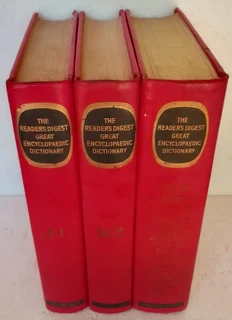 THE
READER'S DIGEST
GREAT
ENCYCLOPAEDIC
DICTIONARY
THE
READER'S DIGEST
GREAT
ENCYCLOPAEDIC
DICTIONARY
THE
READER'S DIGEST
GREAT
ENCYCLOPAEDIC
DICTIONARY